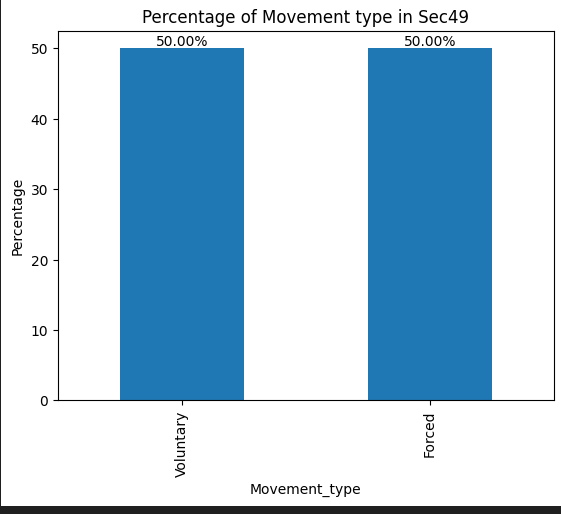 Percentage of Movement type in Sec49
50.00%
50.00%
50
40
30
20
10
0
Percentage
Voluntary
Forced
Movement_type